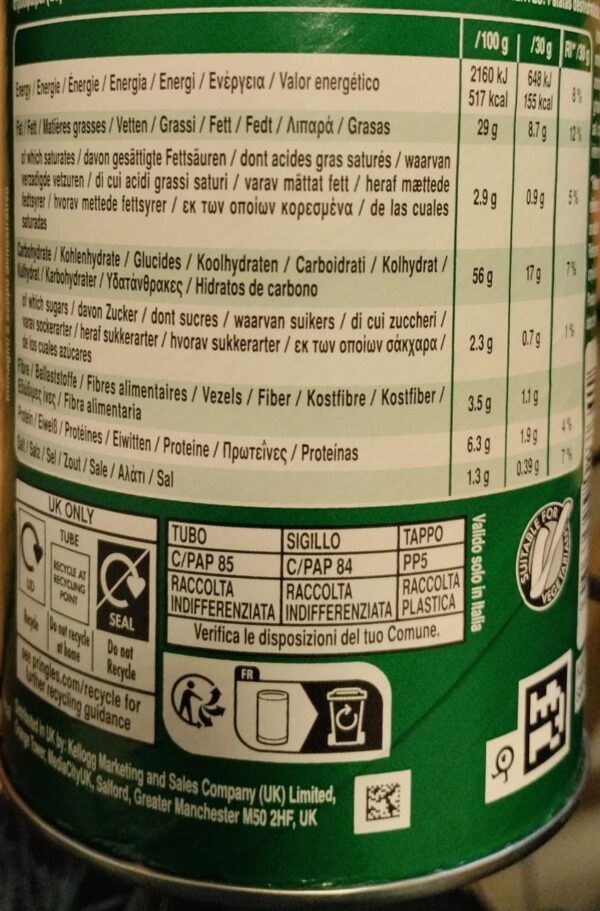 /100 g /30 g RI*/30g
Energy / Energie / Énergie / Energia / Energi / Ενέργεια / Valor energético 2160 kJ 648 kJ 8%
517 kcal 155 kcal
Fat / Fett / Matières grasses / Vetten / Grassi / Fett / Fedt / Λιπαρά / Grasas 29 g 8.7 g 12%
of which saturates / davon gesättigte Fettsäuren / dont acides gras saturés / waarvan
verzadigde vetzuren / di cui acidi grassi saturi / varav mättat fett / heraf mættede
fedtsyrer / hvorav mettede fettsyrer / εκ των οποίων κορεσμένα / de las cuales 2.9 g 0.9 g 5%
saturadas
Carbohydrate / Kohlenhydrate / Glucides / Koolhydraten / Carboidrati / Kolhydrat /
Kulhydrat / Karbohydrater / Υδατάνθρακες / Hidratos de carbono 56 g 17 g 7%
of which sugars / davon Zucker / dont sucres / waarvan suikers / di cui zuccheri /
varav sockerarter / heraf sukkerarter / hvorav sukkerarter / εκ των οποίων σάκχαρα / 2.3 g 0.7 g 1%
de los cuales azúcares
Fibre / Ballaststoffe / Fibres alimentaires / Vezels / Fiber / Kostfibre / Kostfiber /
Εδώδιμες ίνες / Fibra alimentaria 3.5 g 1.1 g
Protein / Eiweiß / Protéines / Eiwitten / Proteine / Πρωτεΐνες / Proteínas 6.3 g 1.9 g 4%
Salt / Salz / Sel / Zout / Sale / Αλάτι / Sal 1.3 g 0.39 g 7%
UK ONLY
TUBE
RECYCLE AT
RECYCLING
POINT
LID
SEAL
Recycle
Do not recycle
at home
Do not
Recycle
see pringles.com/recycle for
further recycling guidance
TUBO SIGILLO TAPPO
C/PAP 85 C/PAP 84 PP5
RACCOLTA RACCOLTA RACCOLTA
INDIFFERENZIATA INDIFFERENZIATA PLASTICA
Verifica le disposizioni del tuo Comune.
Valido solo in Italia
SUITABLE FOR
VEGETARIANS
FR
Distributed in UK by: Kellogg Marketing and Sales Company (UK) Limited,
Orange Tower, MediaCityUK, Salford, Greater Manchester M50 2HF, UK